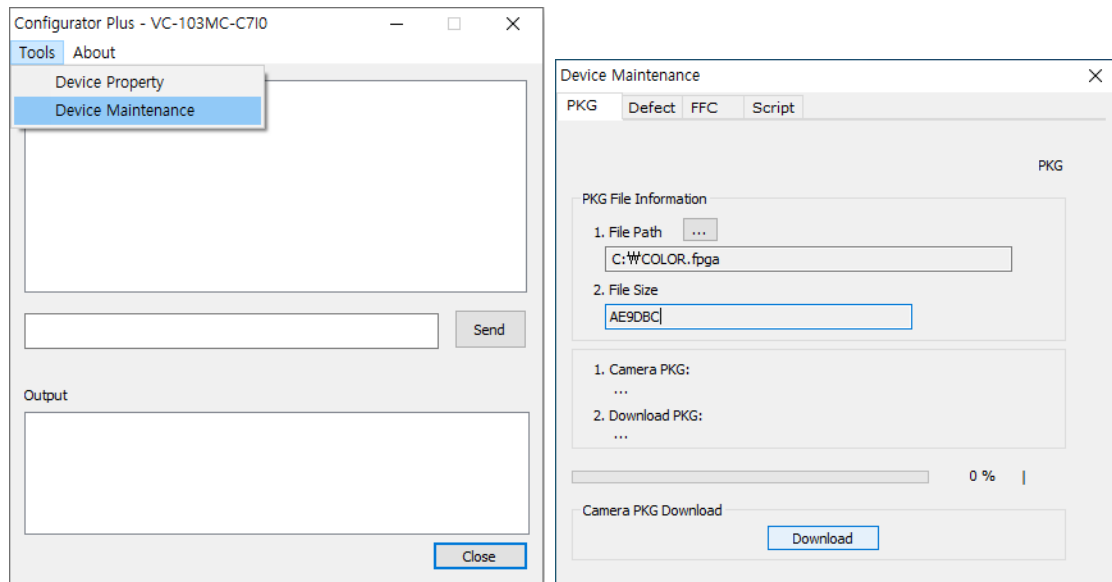 Configurator Plus - VC-103MC-C7I0
Tools About
Device Property
Device Maintenance
Send
Output
Close
Device Maintenance
PKG Defect FFC Script
PKG
PKG File Information
1. File Path ...
C:₩COLOR.fpga
2. File Size
AE9DBC
1. Camera PKG:
...
2. Download PKG:
...
0 %
Camera PKG Download
Download